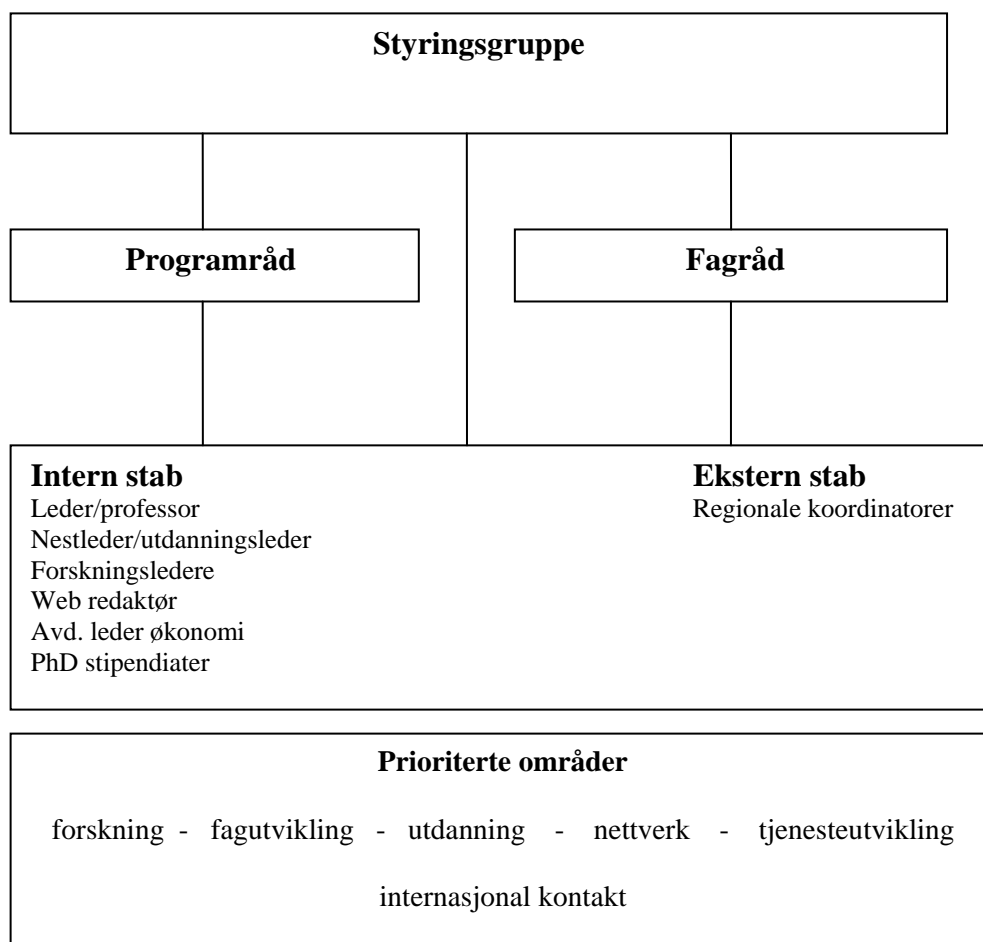 Styringsgruppe
Programråd
Fagråd
Intern stab
Leder/professor
Nestleder/utdanningsleder
Forskningsledere
Web redaktør
Avd. leder økonomi
PhD stipendiater
Ekstern stab
Regionale koordinatorer
Prioriterte områder
forskning - fagutvikling - utdanning - nettverk - tjenesteutvikling
internasjonal kontakt